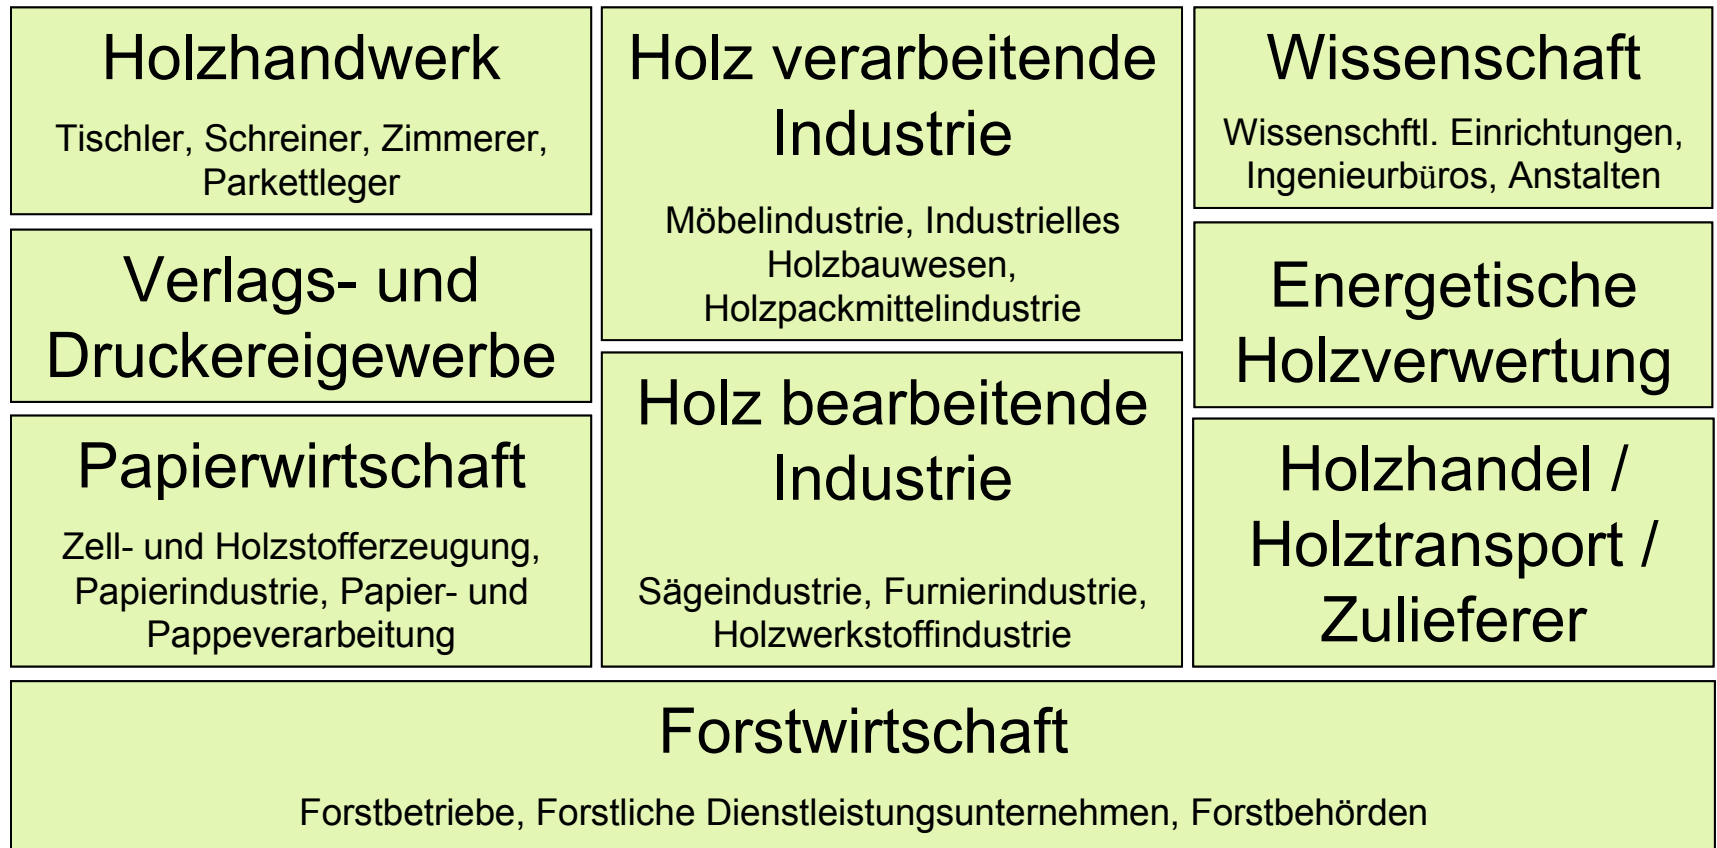 Holzhandwerk
Tischler, Schreiner, Zimmerer,
Parkettleger
Verlags- und
Druckereigewerbe
Papierwirtschaft
Zell- und Holzstofferzeugung,
Papierindustrie, Papier- und
Pappeverarbeitung
Holz verarbeitende
Industrie
Möbelindustrie, Industrielles
Holzbauwesen,
Holzpackmittelindustrie
Holz bearbeitende
Industrie
Sägeindustrie, Furnierindustrie,
Holzwerkstoffindustrie
Wissenschaft
Wissenschftl. Einrichtungen,
Ingenieurbüros, Anstalten
Energetische
Holzverwertung
Holzhandel /
Holztransport /
Zulieferer
Forstwirtschaft
Forstbetriebe, Forstliche Dienstleistungsunternehmen, Forstbehörden